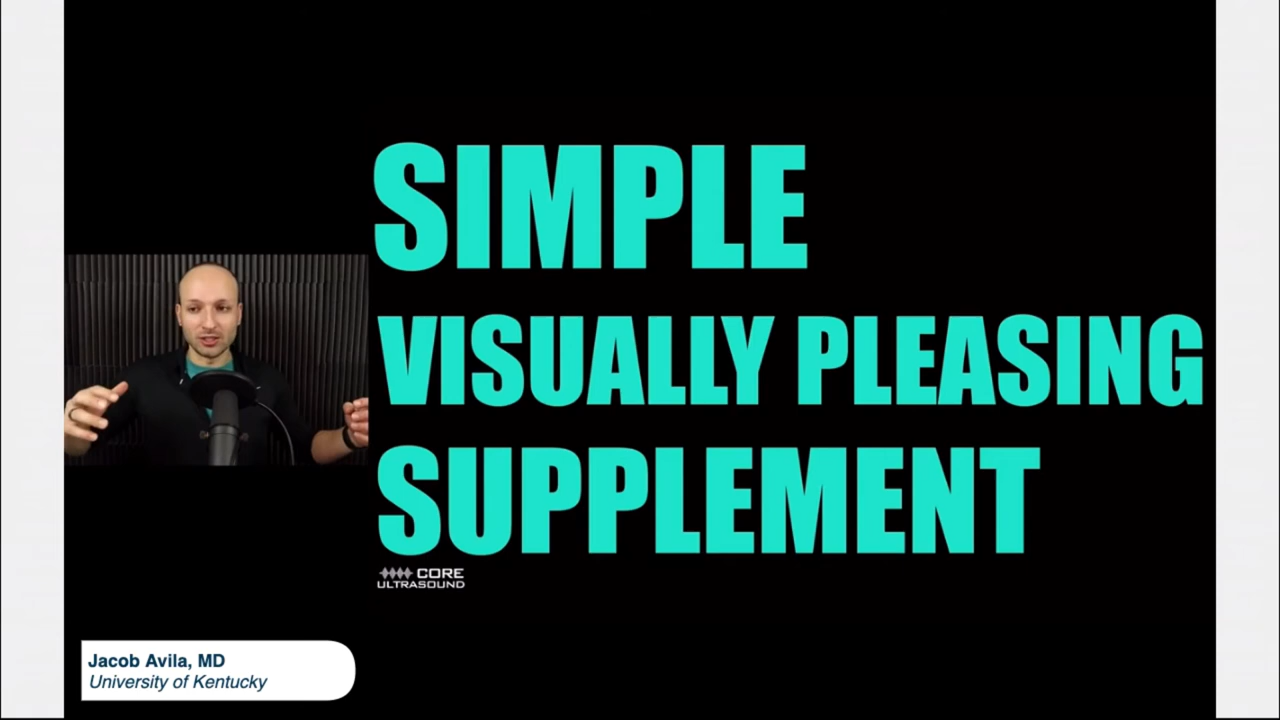 SIMPLE
VISUALLY PLEASING
SUPPLEMENT
CORE
ULTRASOUND
Jacob Avila, MD
University of Kentucky